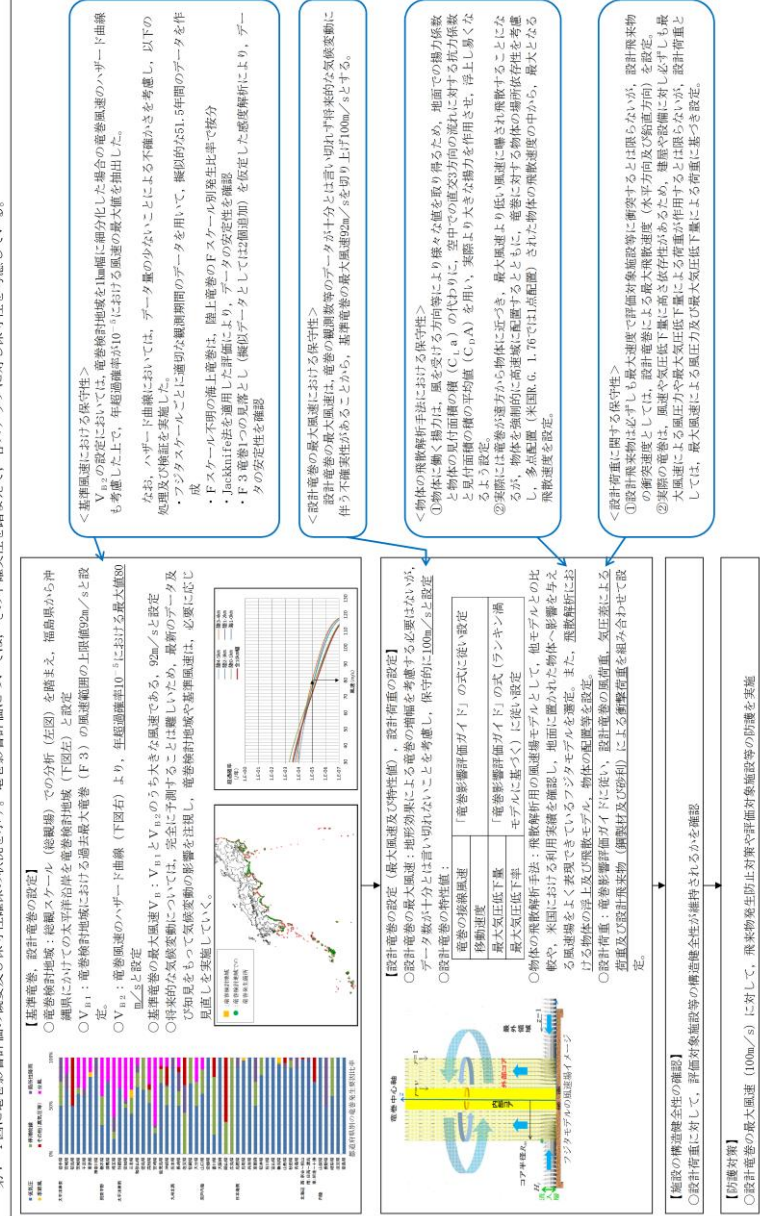 【基準竜巻、設計竜巻の設定】
○竜巻検討地域：総観スケール（総観場）での分析（左図）を踏まえ，福島県から沖
縄県にかけての太平洋沿岸を竜巻検討地域（下図左）と設定
○VB1：竜巻検討地域における過去最大竜巻（F3）の風速範囲の上限値92m／sと設
定。
○VB2：竜巻風速のハザード曲線（下図右）より，年超過確率10⁻⁵における最大値80
m／sと設定
○基準竜巻の最大風速VB：VB1とVB2のうち大きな風速である，92m／sと設定
○将来的な気候変動については，完全に予測することは難しいため，最新のデータ及
び知見をもって気候変動の影響を注視し，竜巻検討地域や基準風速は，必要に応じ
見直しを実施していく。
都道府県別の竜巻発生要因比率
0%
50%
100%
＜基準風速における保守性＞
VB2の設定においては，竜巻検討地域を1km幅に細分化した場合の竜巻風速のハザード曲線
も考慮した上で，年超過確率が10⁻⁵における風速の最大値を抽出した。
なお，ハザード曲線においては，データ量の少ないことによる不確かさを考慮し，以下の
処理及び検証を実施した。
・フジタスケールごとに適切な観測期間のデータを用いて，擬似的な51.5年間のデータを作
成
・Fスケール不明の海上竜巻は，陸上竜巻のFスケール別発生比率で按分
・Jackknife法を適用した評価により，データの安定性を確認
・F3竜巻1つの見落とし（擬似データとしては2個追加）を仮定した感度解析により，デー
タの安定性を確認
＜設計竜巻の最大風速における保守性＞
設計竜巻の最大風速は，竜巻の観測数等のデータが十分とは言い切れず将来的な気候変動に
伴う不確実性があることから，基準竜巻の最大風速92m／sを切り上げ100m／sとする。
【設計竜巻の設定（最大風速及び特性値），設計荷重の設定】
○設計竜巻の最大風速：地形効果による竜巻の増幅を考慮する必要はないが，
データ数が十分とは言い切れないことを考慮し，保守的に100m／sと設定
○設計竜巻の特性値：
竜巻の接線風速
移動速度
「竜巻影響評価ガイド」の式に従い設定
最大気圧低下量
最大気圧低下率
「竜巻影響評価ガイド」の式（ランキン渦
モデルに基づく）に従い設定
○物体の飛散解析手法：飛散解析用の風速場モデルとして，他モデルとの比
較や，米国における利用実績を確認し，地面に置かれた物体へ影響を与え
る風速場をよく表現できているフジタモデルを選定。また，飛散解析にお
ける物体の浮上及び飛散モデル，物体の配置等を設定。
○設計荷重：竜巻影響評価ガイドに従い，設計竜巻の風荷重，気圧差による
荷重及び設計飛来物（鋼製材及び砂利）による衝撃荷重を組み合わせて設
定。
竜巻中心軸
コア半径
フジタモデルの風速場イメージ
＜物体の飛散解析手法における保守性＞
①物体に働く揚力は，風を受ける方向等により様々な値を取り得るため，地面での揚力係数
と物体の見付面積の積（CLa）の代わりに，空中での直交3方向の流れに対する抗力係数
と見付面積の積の平均値（CDA）を用い，実際より大きな揚力を作用させ，浮上し易くな
るよう設定。
②実際には竜巻が遠方から物体に近づき，最大風速より低い風速に曝され飛散することにな
るが，物体を強制的に高速域に配置するとともに，竜巻に対する物体の場所依存性を考慮
し，多点配置（米国R.G. 1.76では1点配置）された物体の飛散速度の中から，最大となる
飛散速度を設定。
＜設計荷重に関する保守性＞
①設計飛来物は必ずしも最大速度で評価対象施設等に衝突するとは限らないが，設計飛来物
の衝突速度としては，設計竜巻による最大飛散速度（水平方向及び鉛直方向）を設定。
②実際の竜巻は，風速や気圧低下量に高さ依存性があるため，建屋や設備に対し必ずしも最
大風速による風圧力や最大気圧低下量による荷重が作用するとは限らないが，設計荷重と
しては，最大風速による風圧力及び最大気圧低下量による荷重に基づき設定。
【施設の構造健全性の確認】
○設計荷重に対して，評価対象施設等の構造健全性が維持されるかを確認
【防護対策】
○設計竜巻の最大風速（100m／s）に対して，飛来物発生防止対策や評価対象施設等の防護を実施